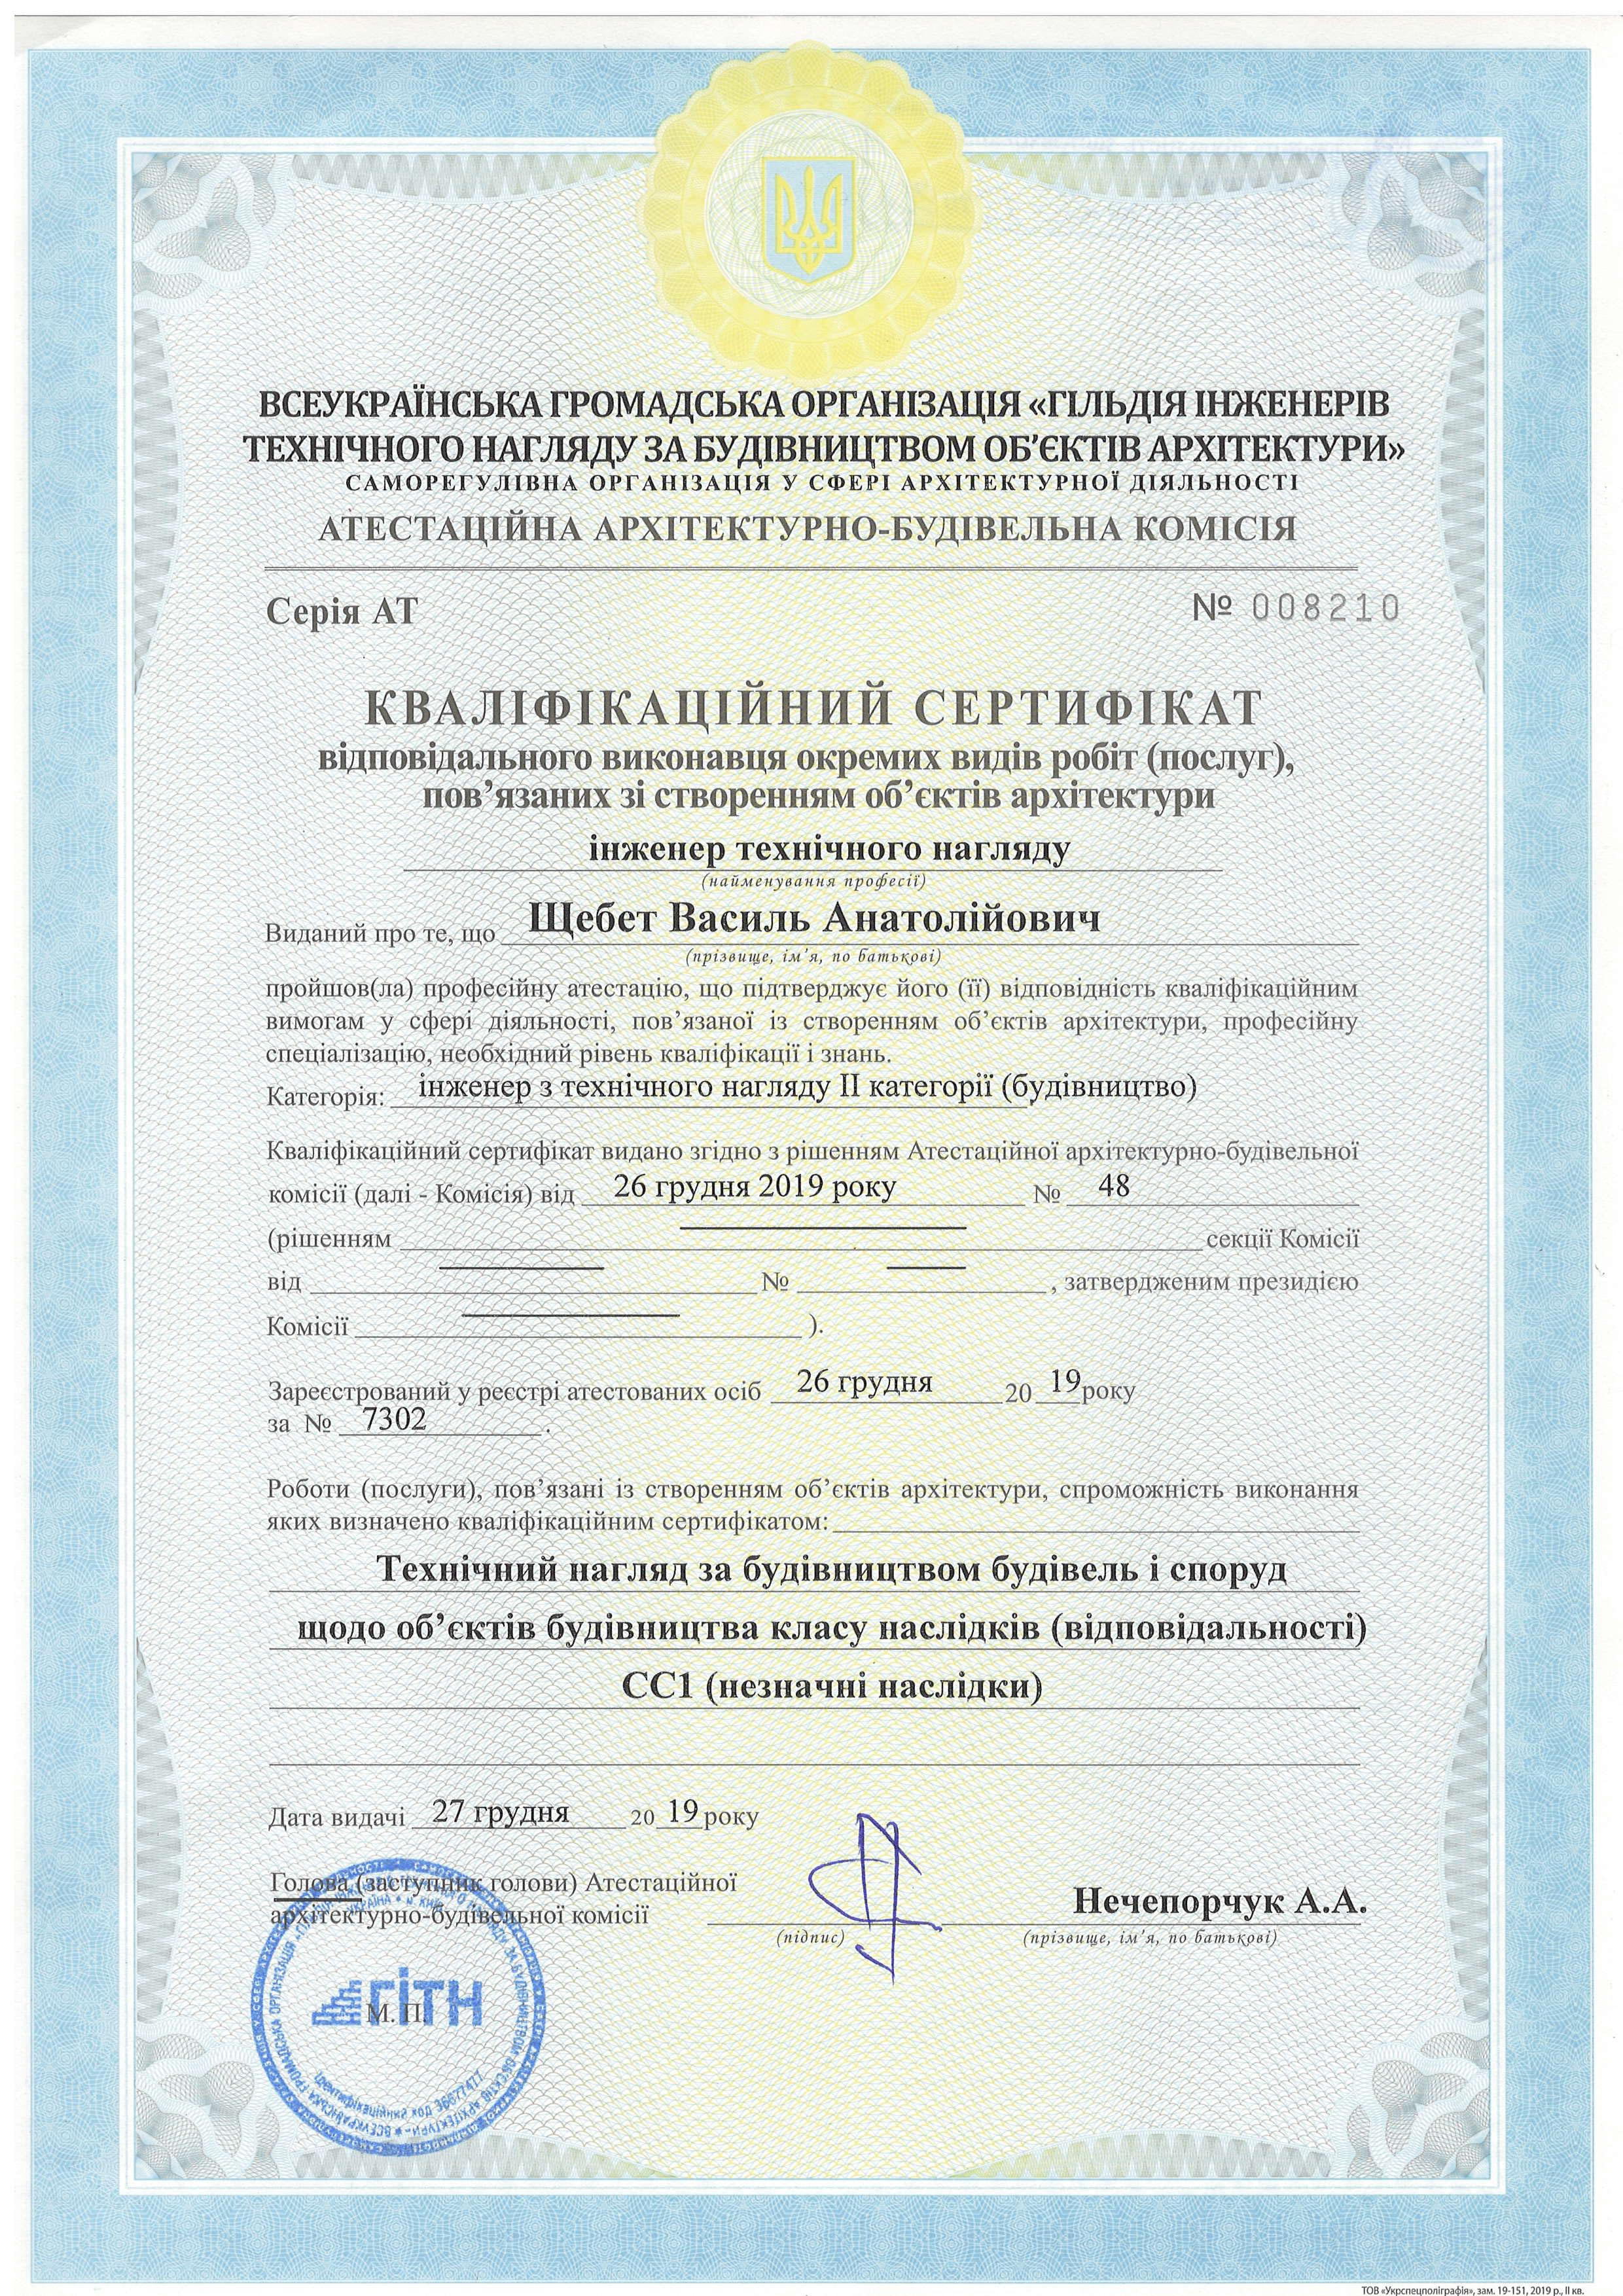 ВСЕУКРАЇНСЬКА ГРОМАДСЬКА ОРГАНІЗАЦІЯ «ГІЛЬДІЯ ІНЖЕНЕРІВ
ТЕХНІЧНОГО НАГЛЯДУ ЗА БУДІВНИЦТВОМ ОБ’ЄКТІВ АРХІТЕКТУРИ»
САМОРЕГУЛІВНА ОРГАНІЗАЦІЯ У СФЕРІ АРХІТЕКТУРНОЇ ДІЯЛЬНОСТІ
АТЕСТАЦІЙНА АРХІТЕКТУРНО-БУДІВЕЛЬНА КОМІСІЯ
Серія АТ № 008210
КВАЛІФІКАЦІЙНИЙ СЕРТИФІКАТ
відповідального виконавця окремих видів робіт (послуг),
пов’язаних зі створенням об’єктів архітектури
інженер технічного нагляду
(найменування професії)
Виданий про те, що Щебет Василь Анатолійович
(прізвище, ім’я, по батькові)
пройшов(ла) професійну атестацію, що підтверджує його (її) відповідність кваліфікаційним
вимогам у сфері діяльності, пов’язаної із створенням об’єктів архітектури, професійну
спеціалізацію, необхідний рівень кваліфікації і знань.
Категорія: інженер з технічного нагляду ІІ категорії (будівництво)
Кваліфікаційний сертифікат видано згідно з рішенням Атестаційної архітектурно-будівельної
комісії (далі - Комісія) від 26 грудня 2019 року № 48
(рішенням секції Комісії
від № , затвердженим президією
Комісії ).
Зареєстрований у реєстрі атестованих осіб 26 грудня 20 19 року
за № 7302 .
Роботи (послуги), пов’язані із створенням об’єктів архітектури, спроможність виконання
яких визначено кваліфікаційним сертифікатом:
Технічний нагляд за будівництвом будівель і споруд
щодо об’єктів будівництва класу наслідків (відповідальності)
СС1 (незначні наслідки)
Дата видачі 27 грудня 20 19 року
Голова (заступник голови) Атестаційної
архітектурно-будівельної комісії
Нечепорчук А.А.
(підпис) (прізвище, ім’я, по батькові)
УКРАЇНА * м. КИЇВ
ГІТН
М. П.
Ідентифікаційний код 36677477
ВСЕУКРАЇНСЬКА ГРОМАДСЬКА ОРГАНІЗАЦІЯ «ГІЛЬДІЯ ІНЖЕНЕРІВ ТЕХНІЧНОГО НАГЛЯДУ ЗА БУДІВНИЦТВОМ ОБ’ЄКТІВ АРХІТЕКТУРИ»
ТОВ «Укрспецполіграфія», зам. 19-151, 2019 р., ІІ кв.